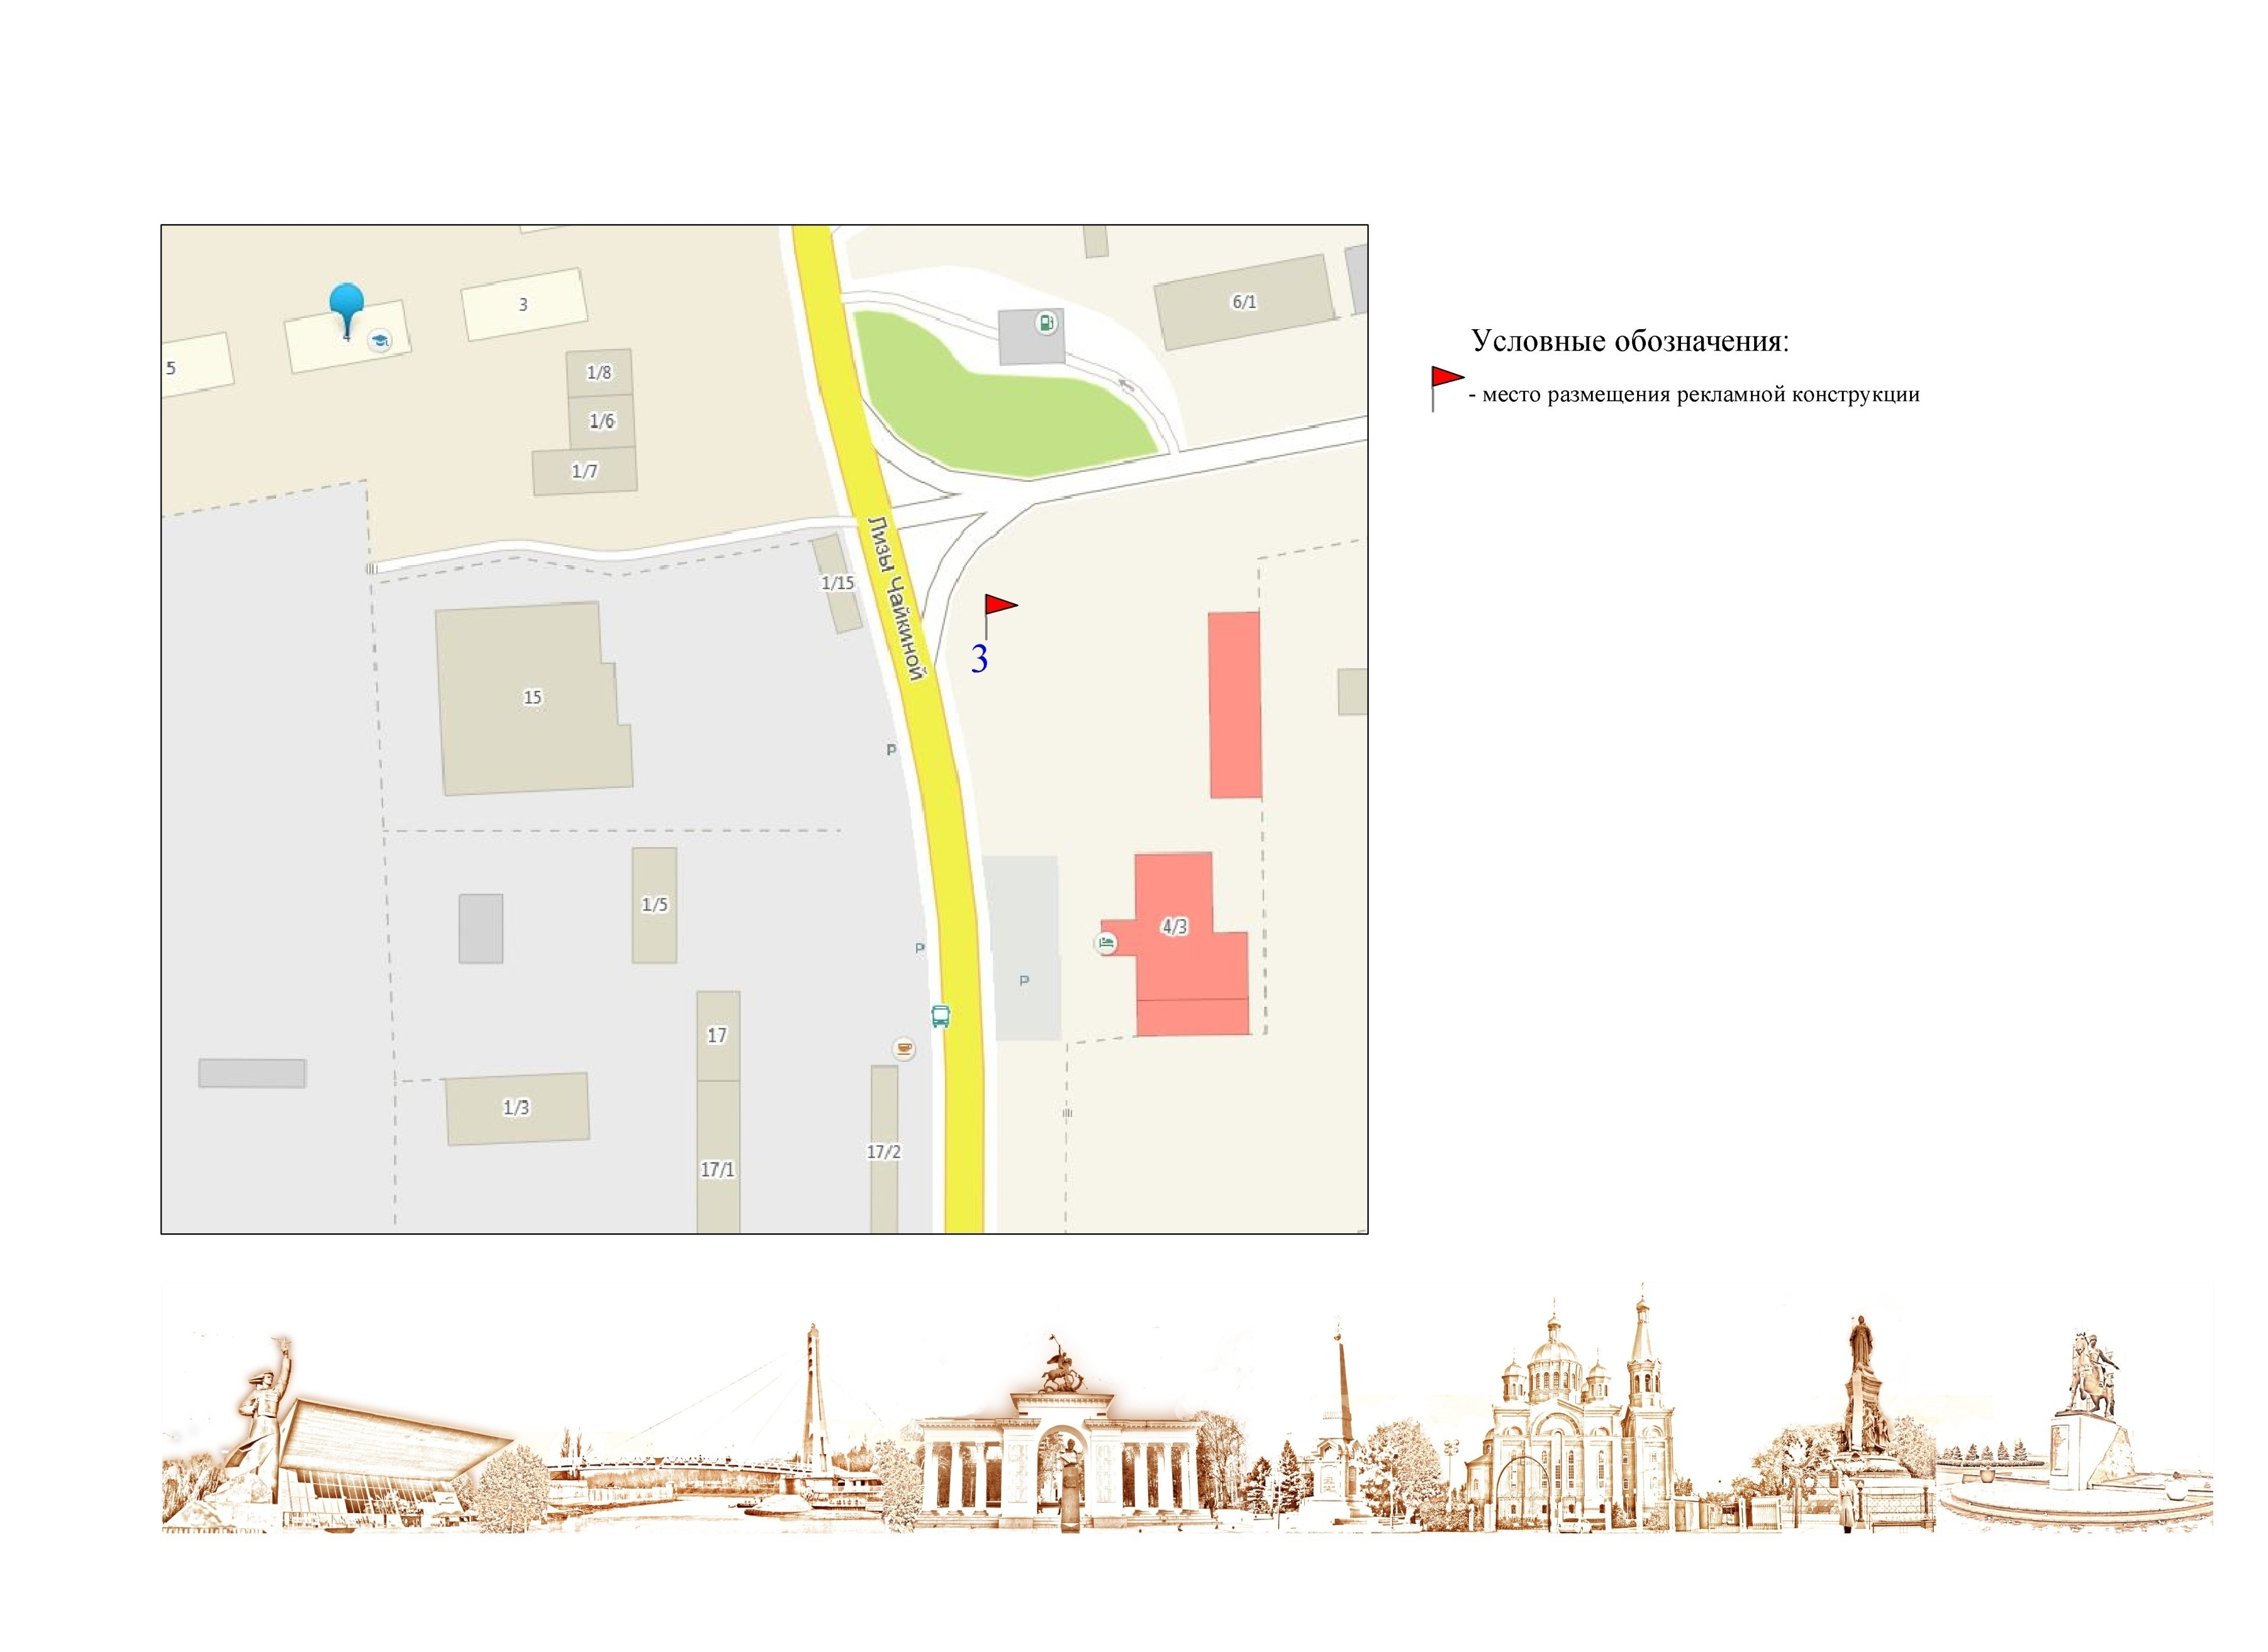 Условные обозначения:
- место размещения рекламной конструкции
6/1
3
4
5
1/8
1/6
1/7
Лизы Чайкиной
1/15
3
15
P
1/5
4/3
P
P
17
1/3
17/2
17/1